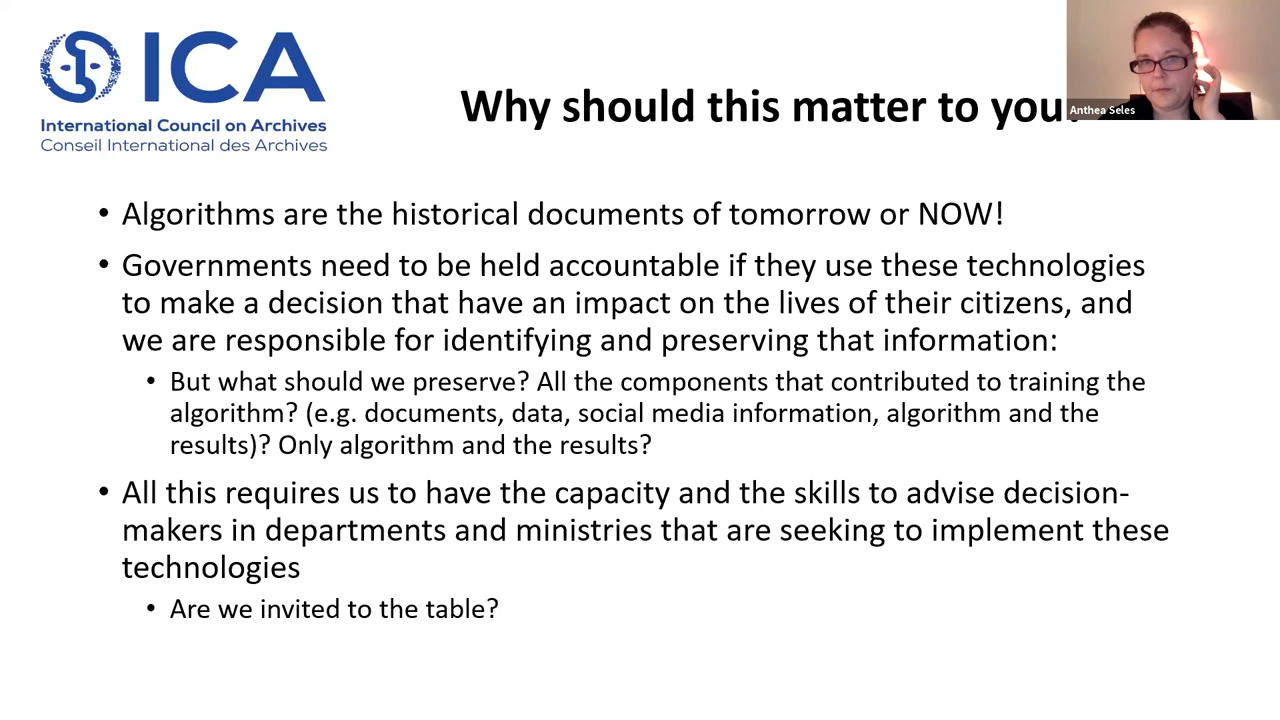 ICA
International Council on Archives
Conseil International des Archives
Why should this matter to you?
Anthea Seles
• Algorithms are the historical documents of tomorrow or NOW!
• Governments need to be held accountable if they use these technologies
to make a decision that have an impact on the lives of their citizens, and
we are responsible for identifying and preserving that information:
• But what should we preserve? All the components that contributed to training the
algorithm? (e.g. documents, data, social media information, algorithm and the
results)? Only algorithm and the results?
• All this requires us to have the capacity and the skills to advise decision-
makers in departments and ministries that are seeking to implement these
technologies
• Are we invited to the table?